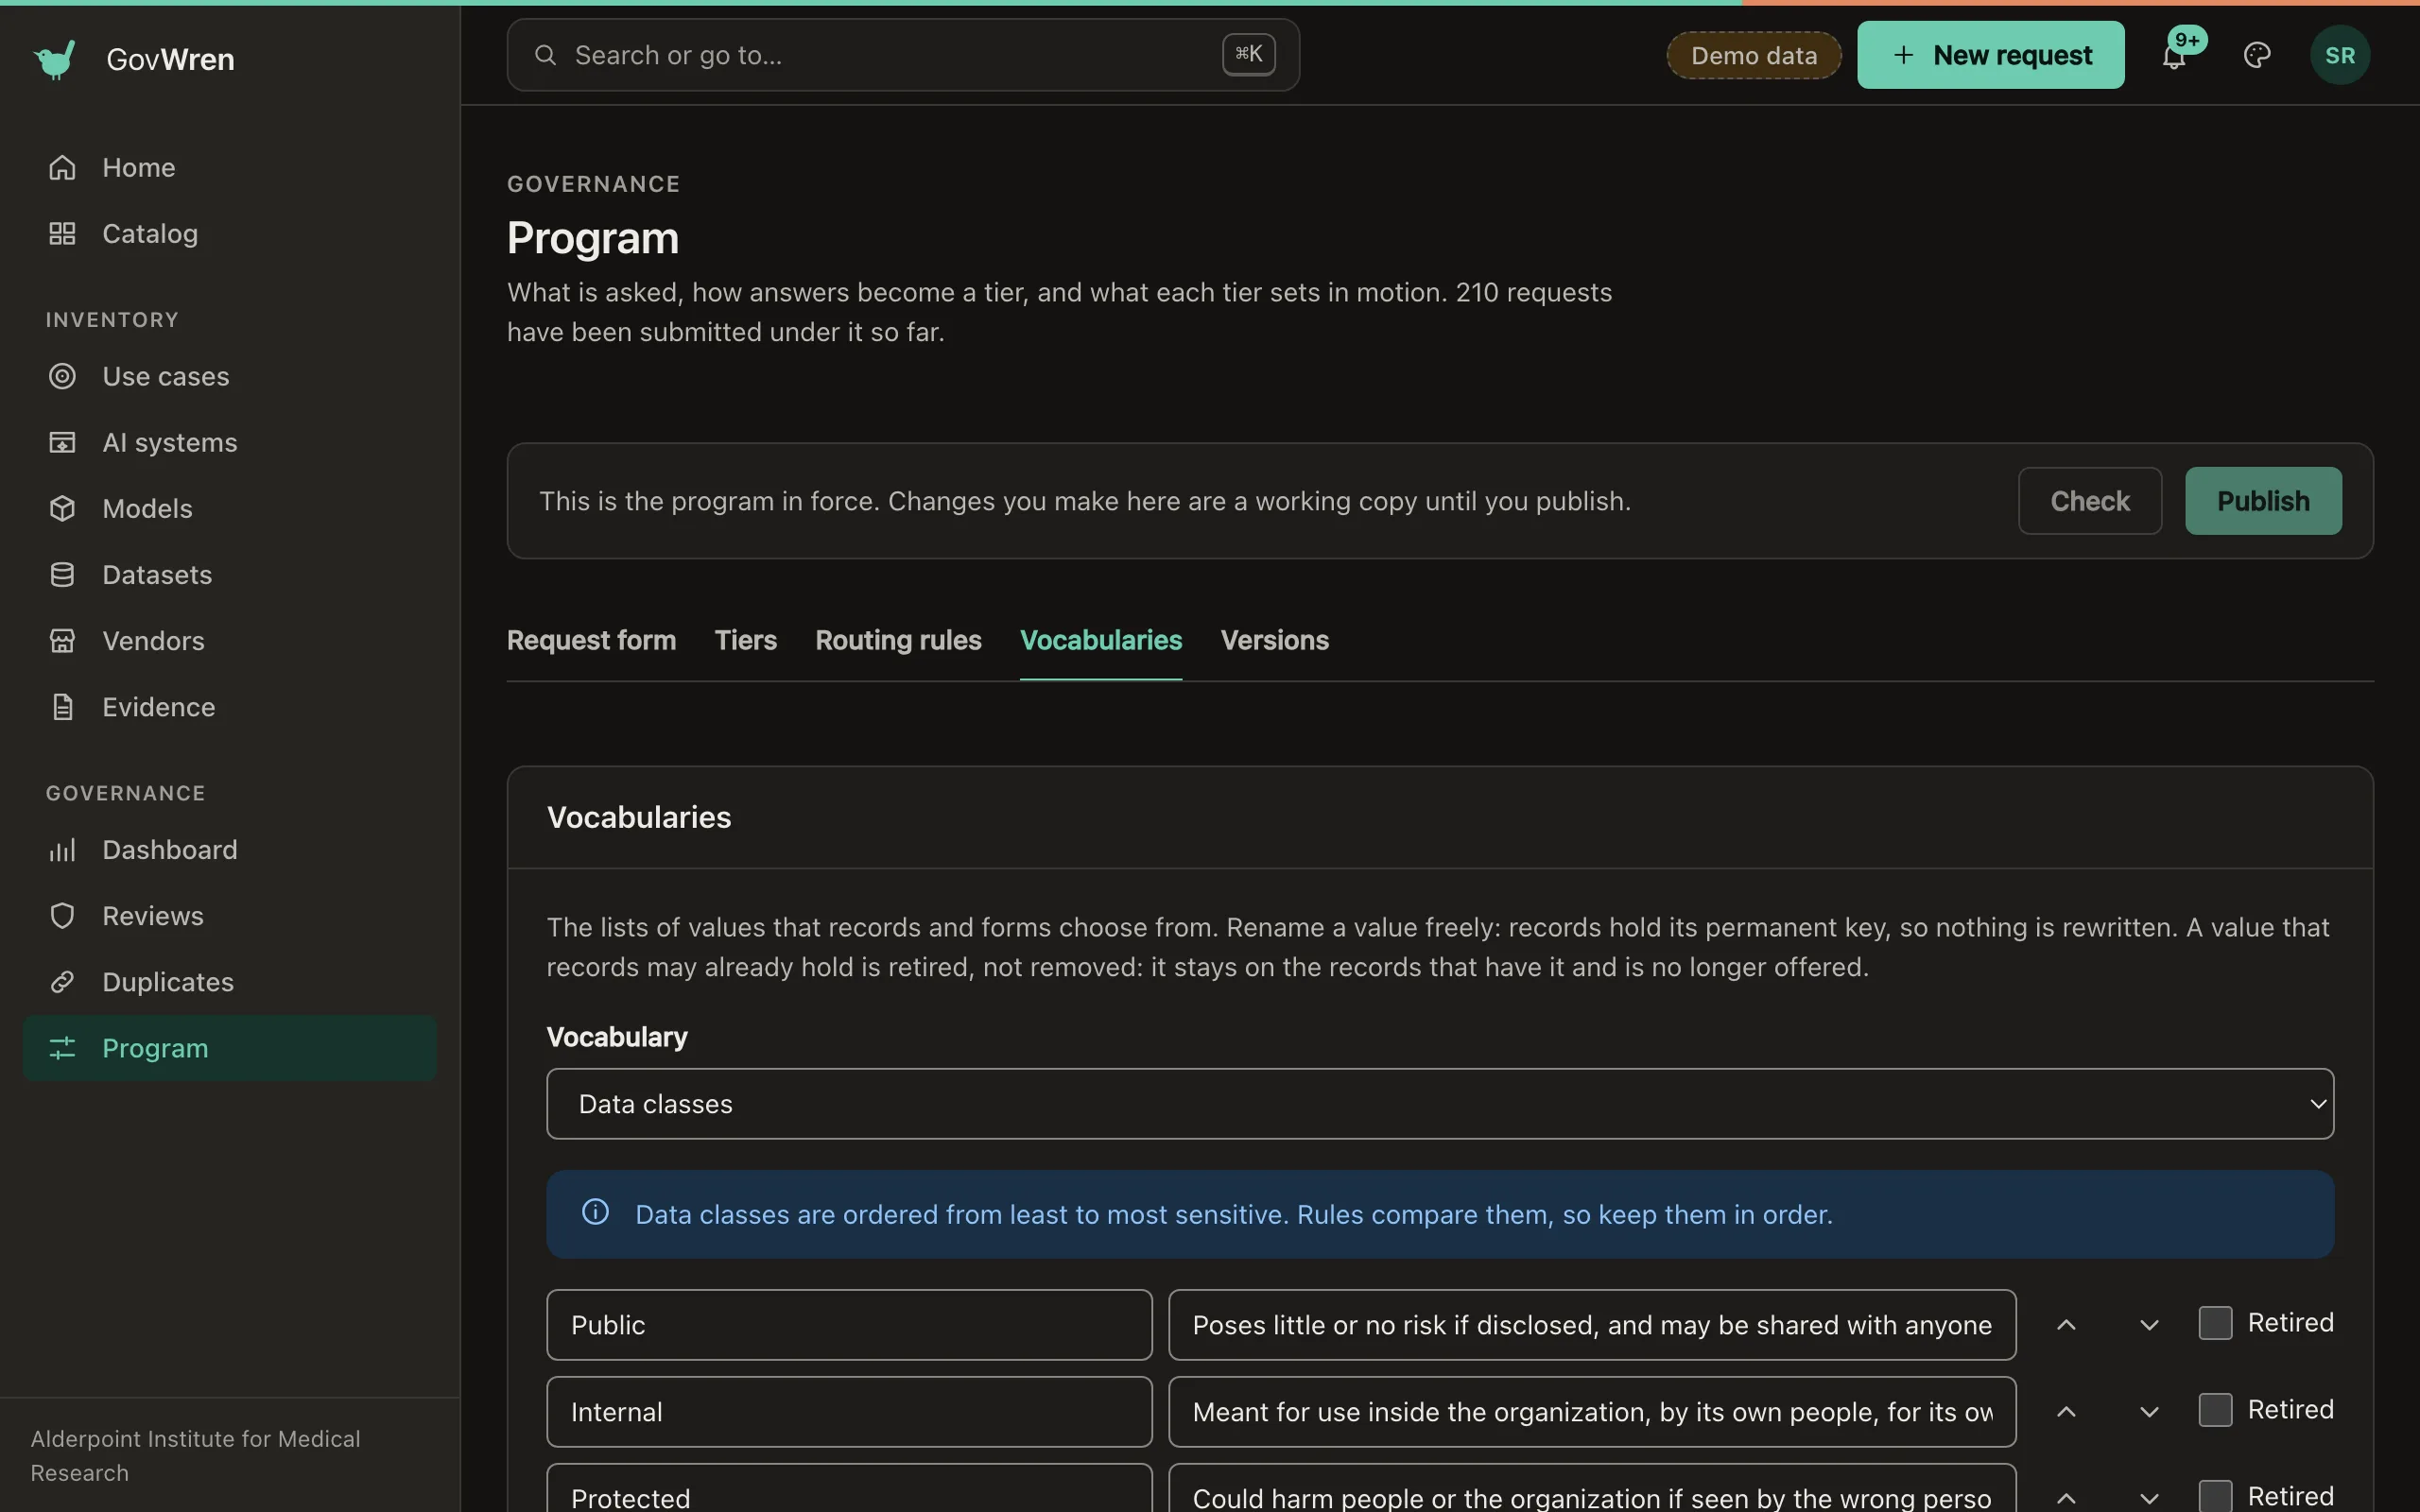 GovWren
Search or go to...
⌘K
Demo data
New request
9+
SR
Home
Catalog
INVENTORY
Use cases
AI systems
Models
Datasets
Vendors
Evidence
GOVERNANCE
Dashboard
Reviews
Duplicates
Program
Alderpoint Institute for Medical
Research
GOVERNANCE
Program
What is asked, how answers become a tier, and what each tier sets in motion. 210 requests
have been submitted under it so far.
This is the program in force. Changes you make here are a working copy until you publish.
Check
Publish
Request form
Tiers
Routing rules
Vocabularies
Versions
Vocabularies
The lists of values that records and forms choose from. Rename a value freely: records hold its permanent key, so nothing is rewritten. A value that
records may already hold is retired, not removed: it stays on the records that have it and is no longer offered.
Vocabulary
Data classes
Data classes are ordered from least to most sensitive. Rules compare them, so keep them in order.
Public
Poses little or no risk if disclosed, and may be shared with anyone
Retired
Internal
Meant for use inside the organization, by its own people, for its ow
Retired
Protected
Could harm people or the organization if seen by the wrong perso
Retired